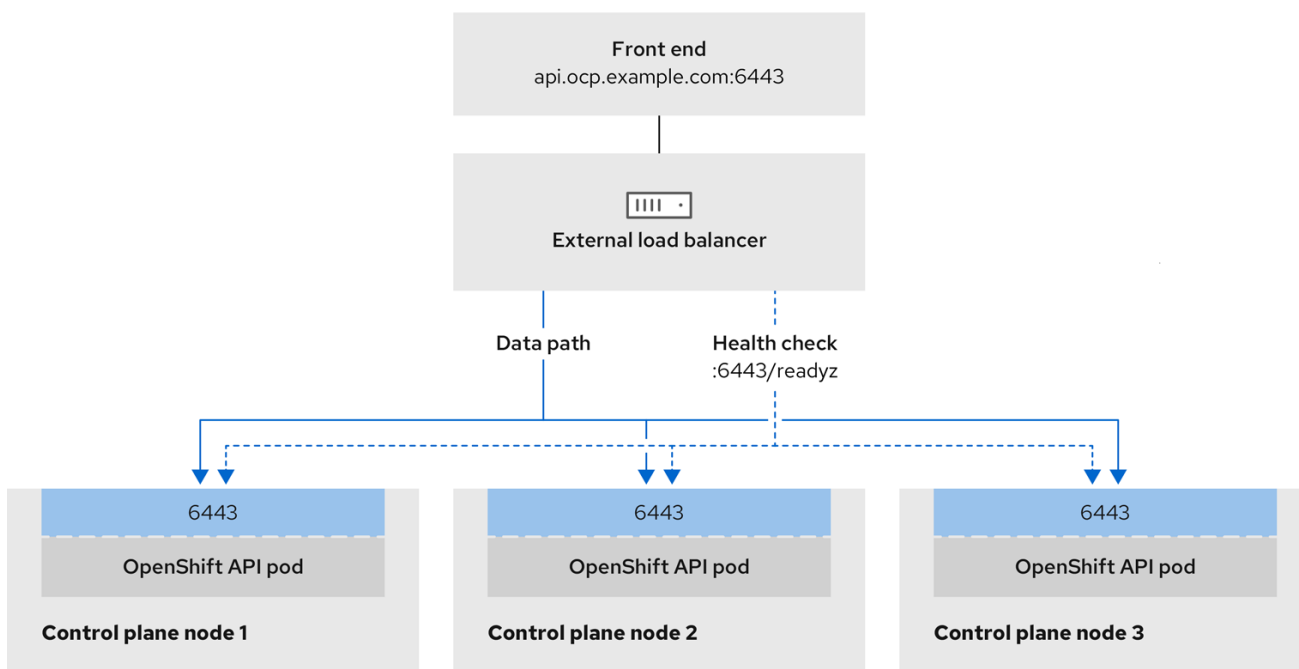 Front end
api.ocp.example.com:6443
External load balancer
Data path
Health check
:6443/readyz
6443
6443
6443
OpenShift API pod
OpenShift API pod
OpenShift API pod
Control plane node 1
Control plane node 2
Control plane node 3